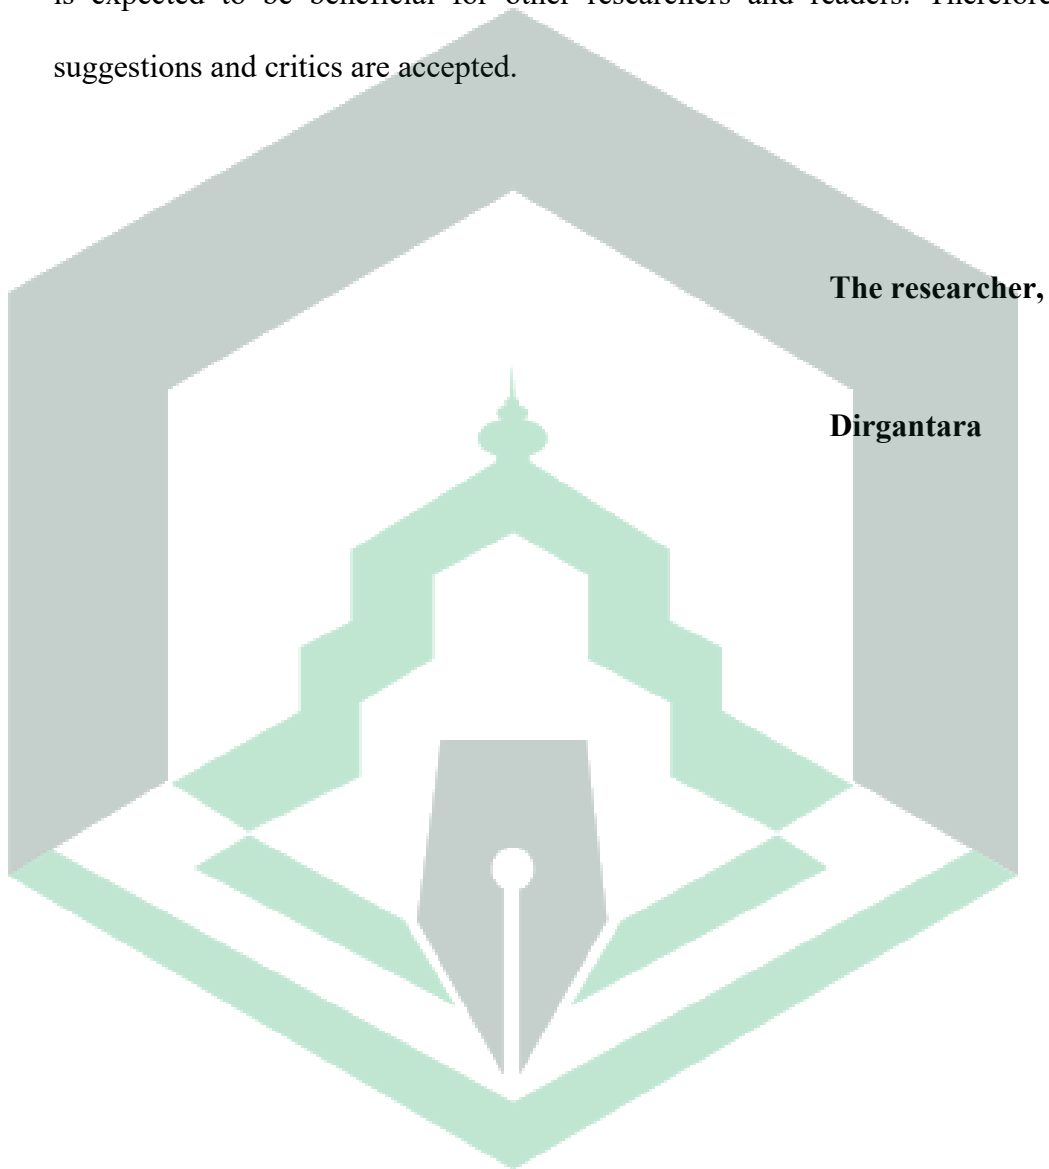 is expected to be beneficial for other researchers and readers. Therefore
suggestions and critics are accepted.
The researcher,
Dirgantara